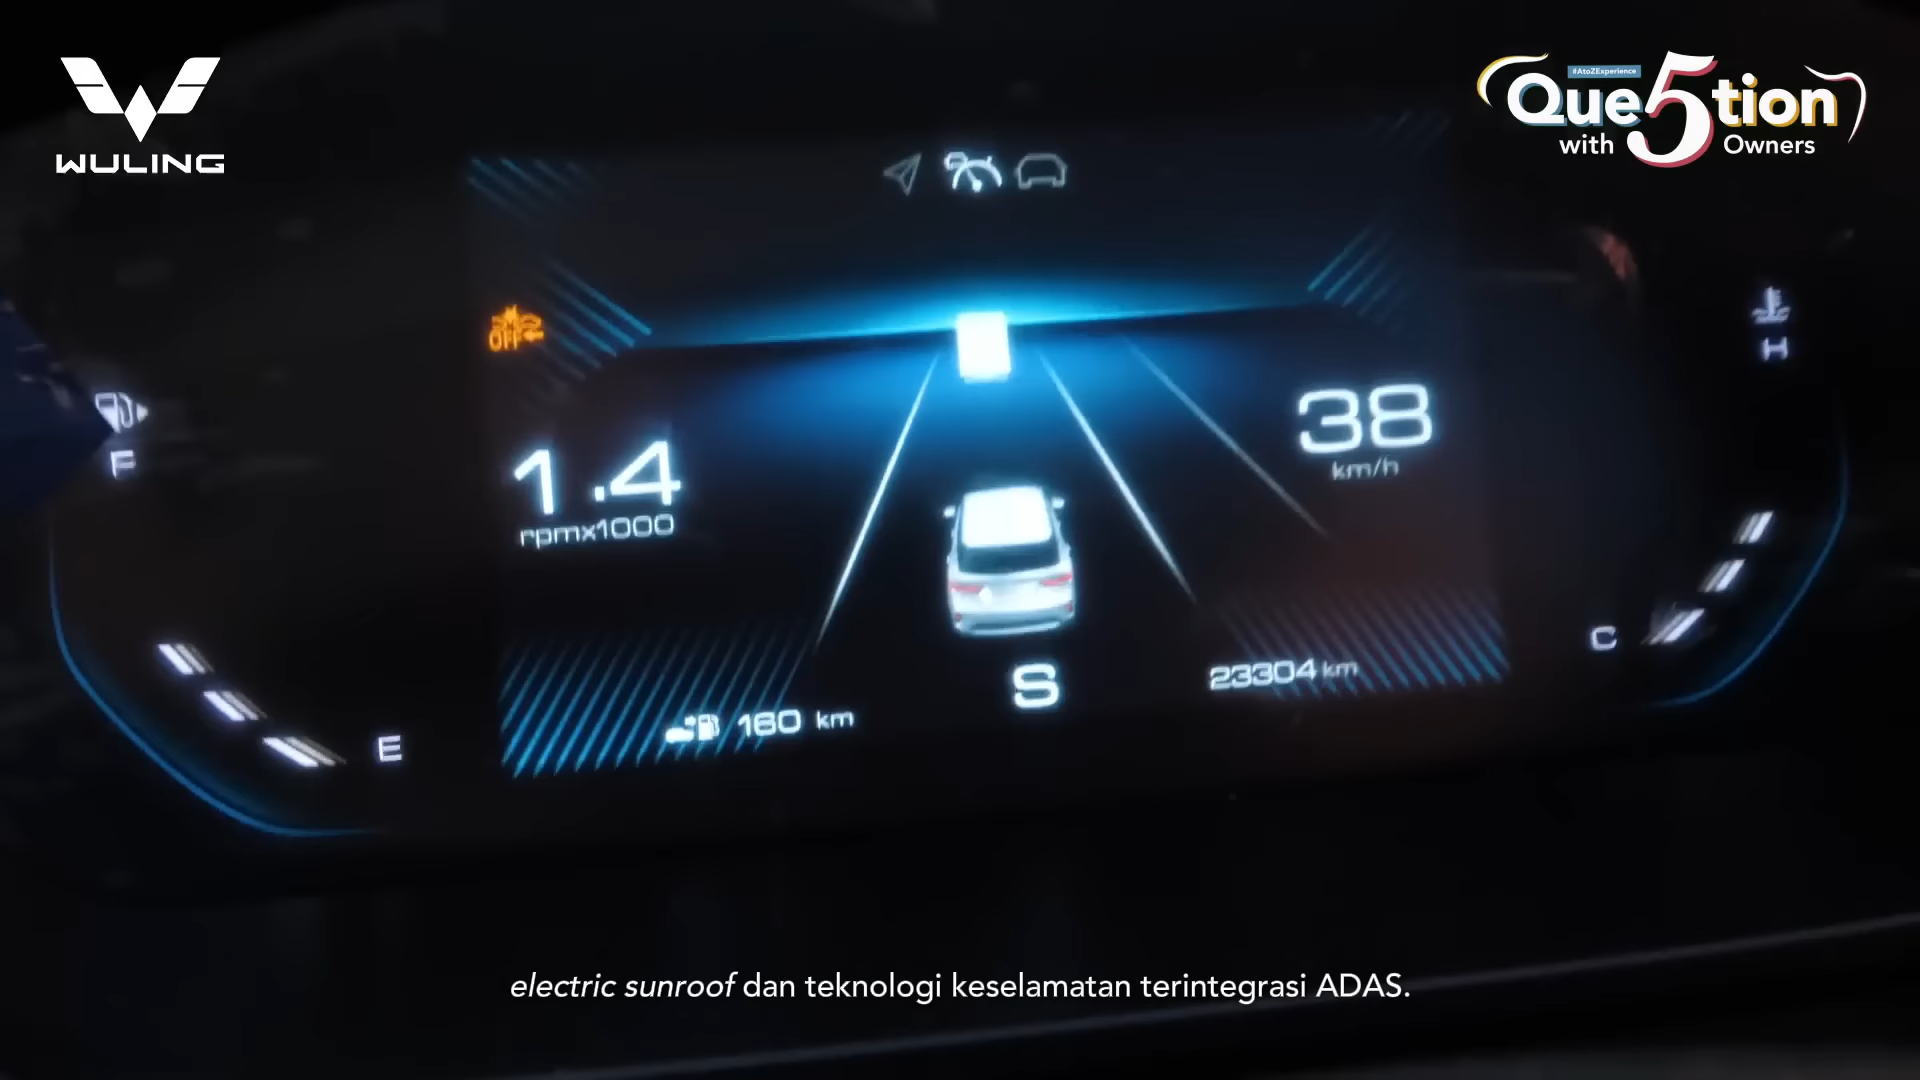 WULING
#AtoZExperience
Que5tion
with Owners
OFF
F
1.4
rpmx1000
38
km/h
H
E
160 km
S
23304 km
C
electric sunroof dan teknologi keselamatan terintegrasi ADAS.